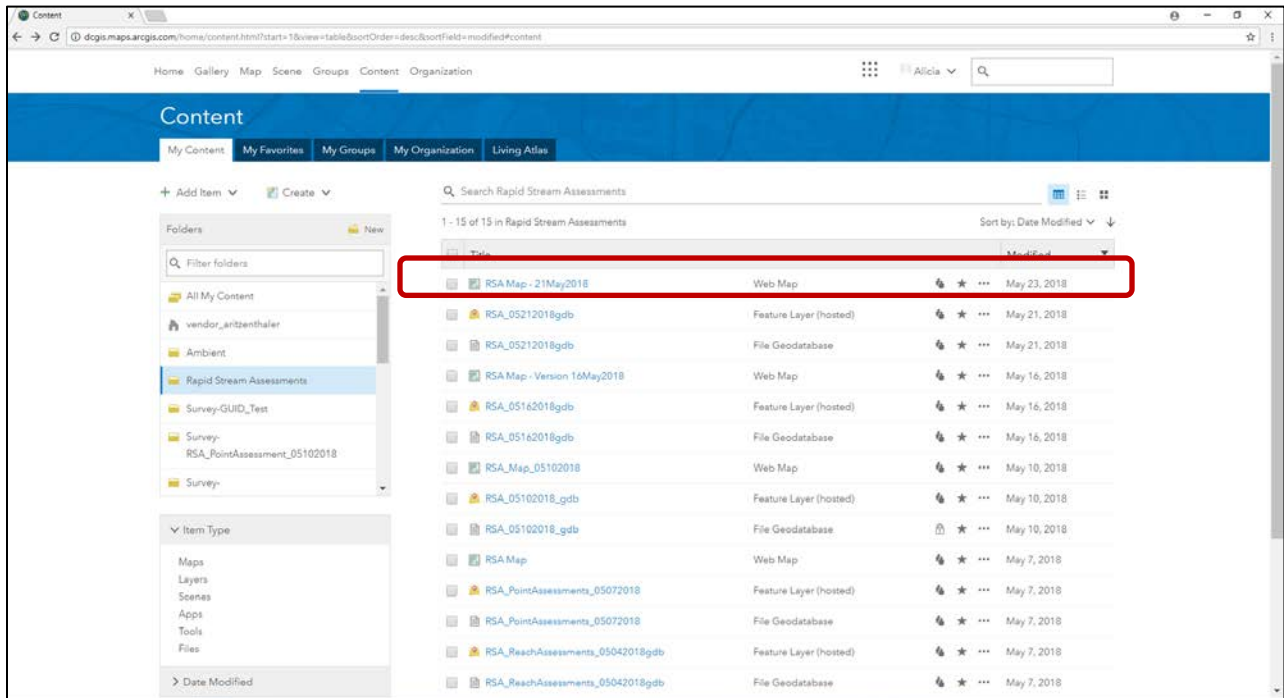 Content
dcgis.maps.arcgis.com/home/content.html?start=1&view=table&sortOrder=desc&sortField=modified#content
Home Gallery Map Scene Groups Content Organization Alicia
Content
My Content My Favorites My Groups My Organization Living Atlas
Add Item Create Search Rapid Stream Assessments
1 - 15 of 15 in Rapid Stream Assessments Sort by: Date Modified
Folders New
Title Modified
Filter folders
RSA Map - 21May2018 Web Map May 23, 2018
All My Content
RSA_05212018gdb Feature Layer (hosted) May 21, 2018
vendor_aritzenthaler
RSA_05212018gdb File Geodatabase May 21, 2018
Ambient
RSA Map - Version 16May2018 Web Map May 16, 2018
Rapid Stream Assessments
RSA_05162018gdb Feature Layer (hosted) May 16, 2018
Survey-GUID_Test
RSA_05162018gdb File Geodatabase May 16, 2018
Survey-
RSA_PointAssessment_05102018
RSA_Map_05102018 Web Map May 10, 2018
Survey-
RSA_05102018_gdb Feature Layer (hosted) May 10, 2018
Item Type
RSA_05102018_gdb File Geodatabase May 10, 2018
Maps
RSA Map Web Map May 7, 2018
Layers
Scenes
RSA_PointAssessments_05072018 Feature Layer (hosted) May 7, 2018
Apps
Tools
RSA_PointAssessments_05072018 File Geodatabase May 7, 2018
Files
RSA_ReachAssessments_05042018gdb Feature Layer (hosted) May 7, 2018
Date Modified
RSA_ReachAssessments_05042018gdb File Geodatabase May 7, 2018